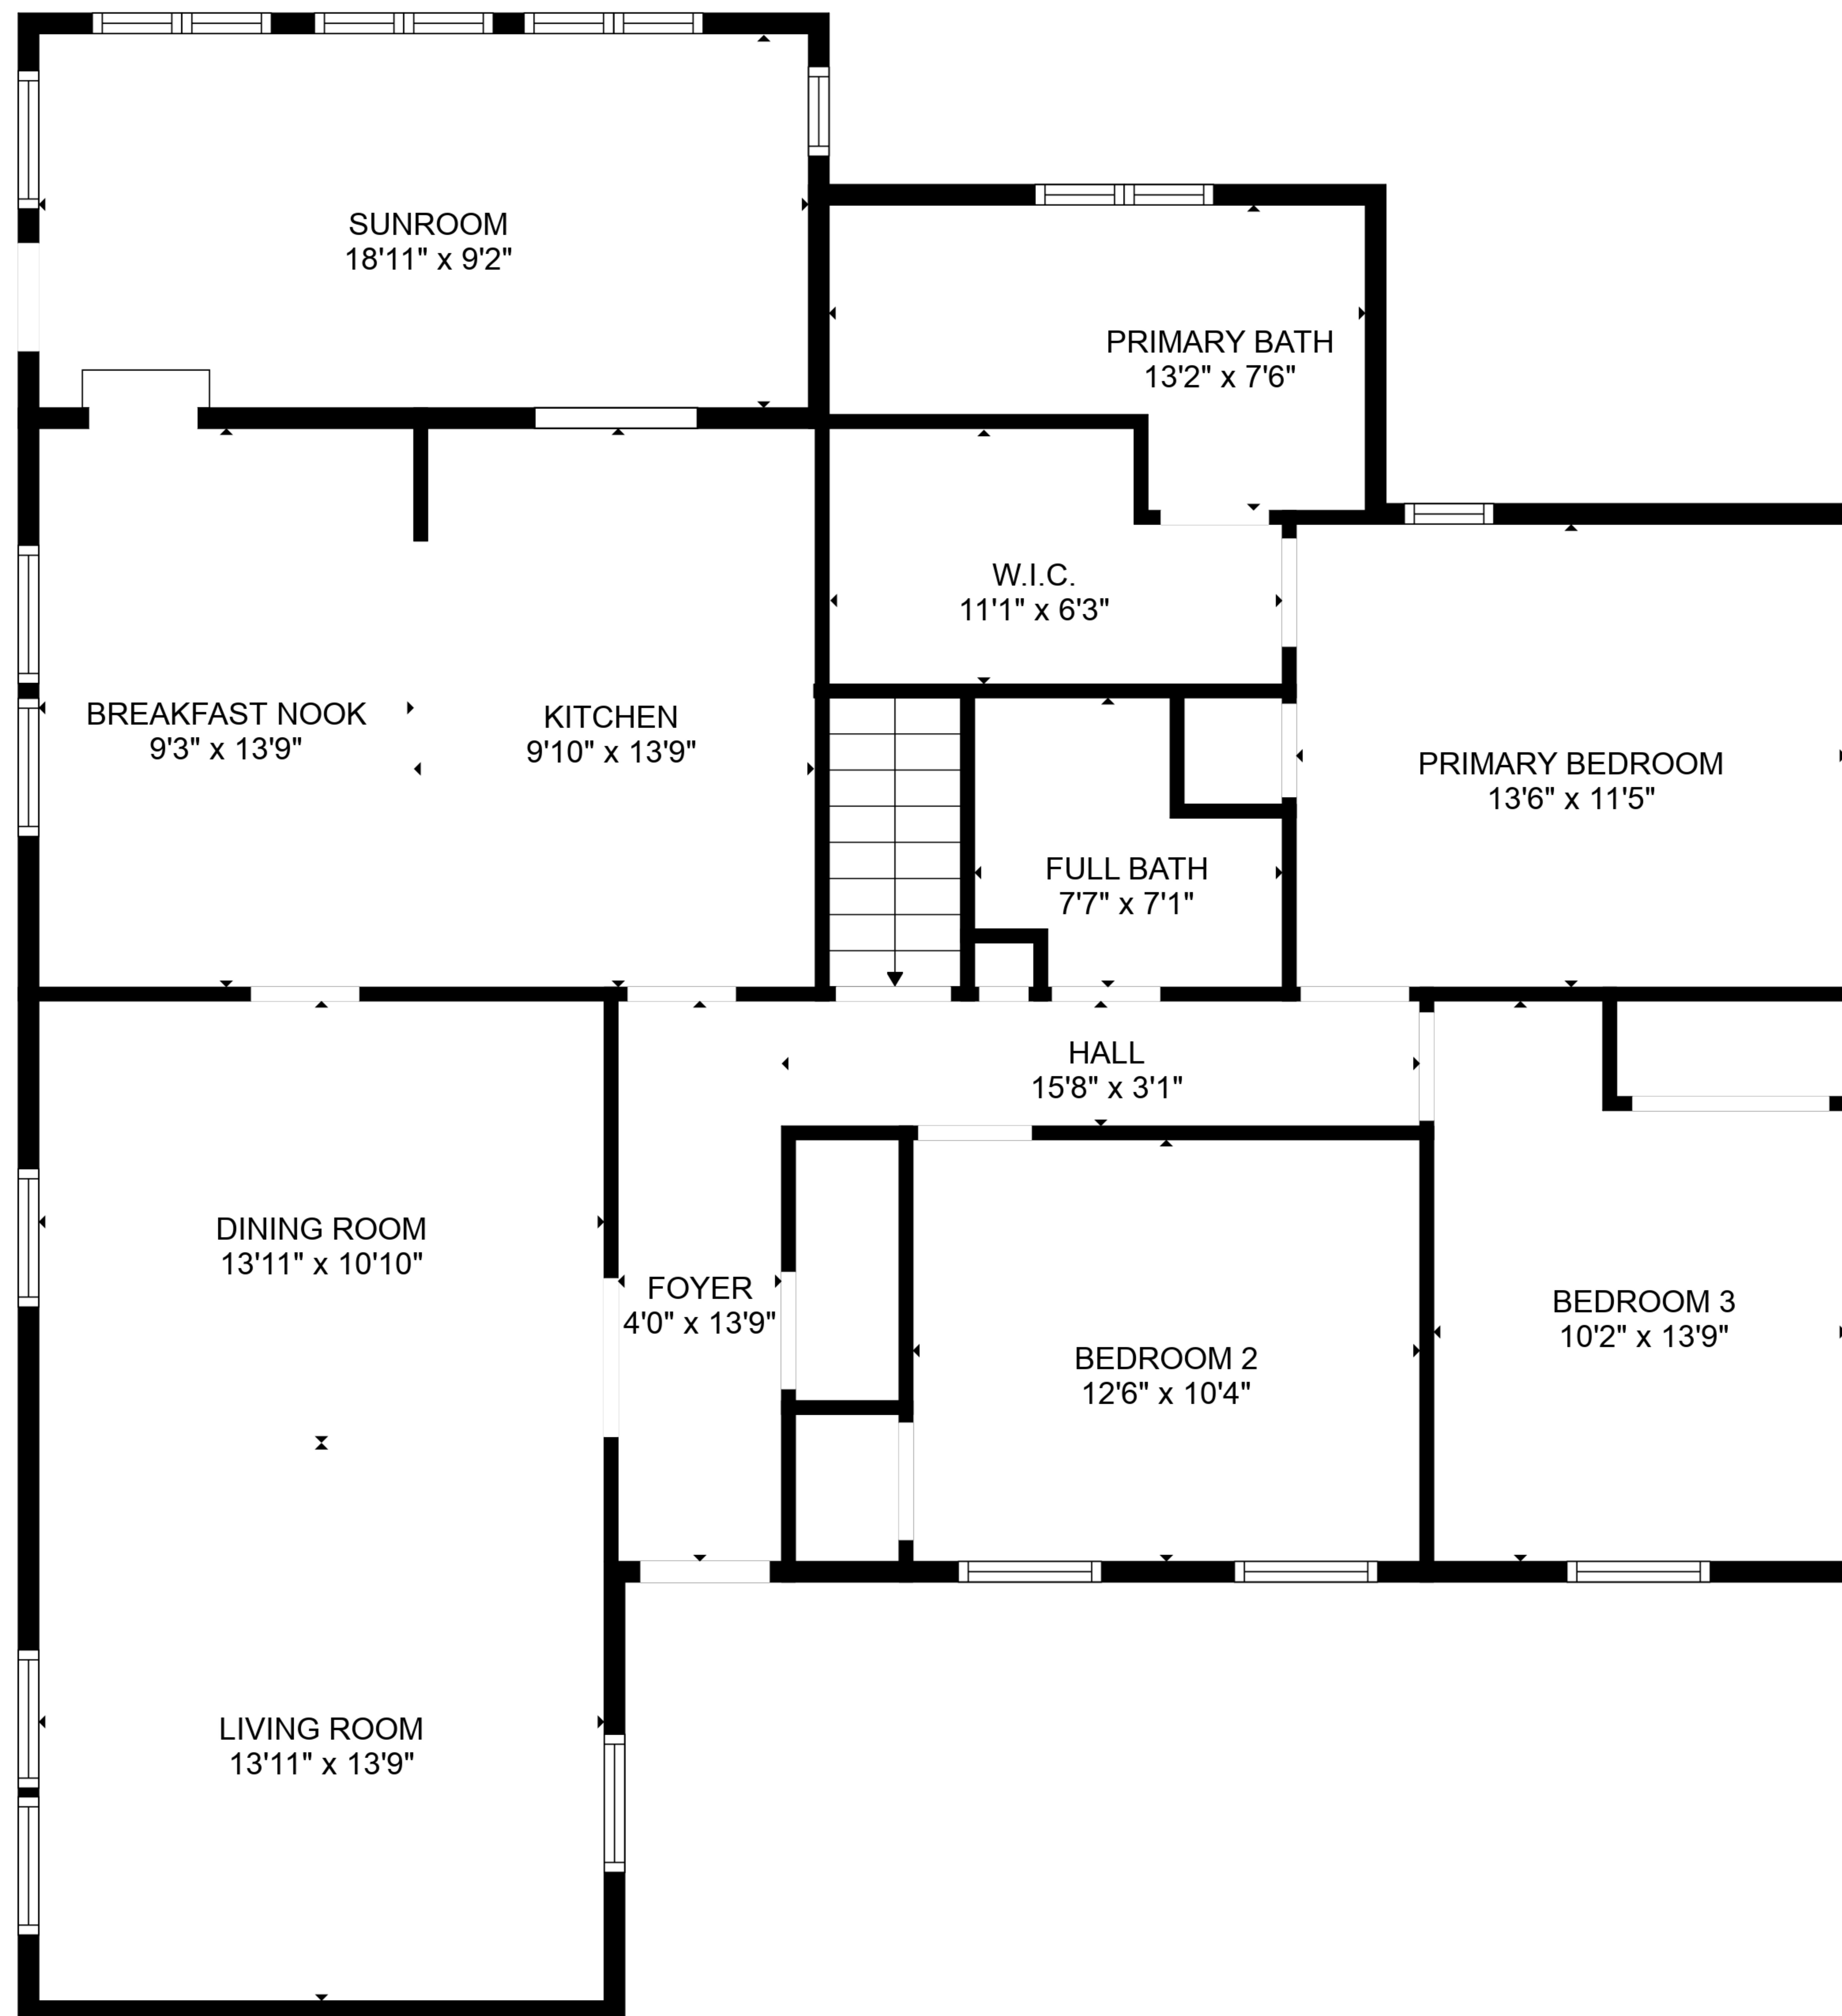 SUNROOM
18'11" x 9'2"
PRIMARY BATH
13'2" x 7'6"
W.I.C.
11'1" x 6'3"
BREAKFAST NOOK
9'3" x 13'9"
KITCHEN
9'10" x 13'9"
PRIMARY BEDROOM
13'6" x 11'5"
FULL BATH
7'7" x 7'1"
HALL
15'8" x 3'1"
DINING ROOM
13'11" x 10'10"
FOYER
4'0" x 13'9"
BEDROOM 2
12'6" x 10'4"
BEDROOM 3
10'2" x 13'9"
LIVING ROOM
13'11" x 13'9"